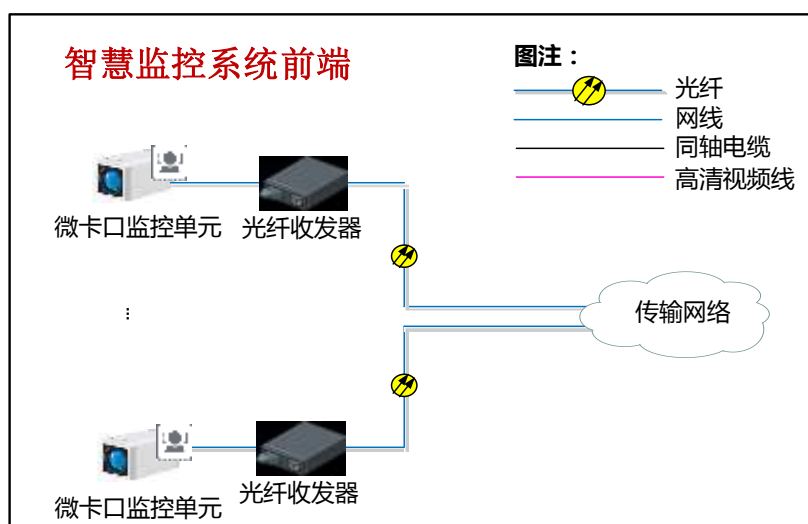 智慧监控系统前端
图注：
光纤
网线
同轴电缆
高清视频线
微卡口监控单元
光纤收发器
...
传输网络
微卡口监控单元
光纤收发器